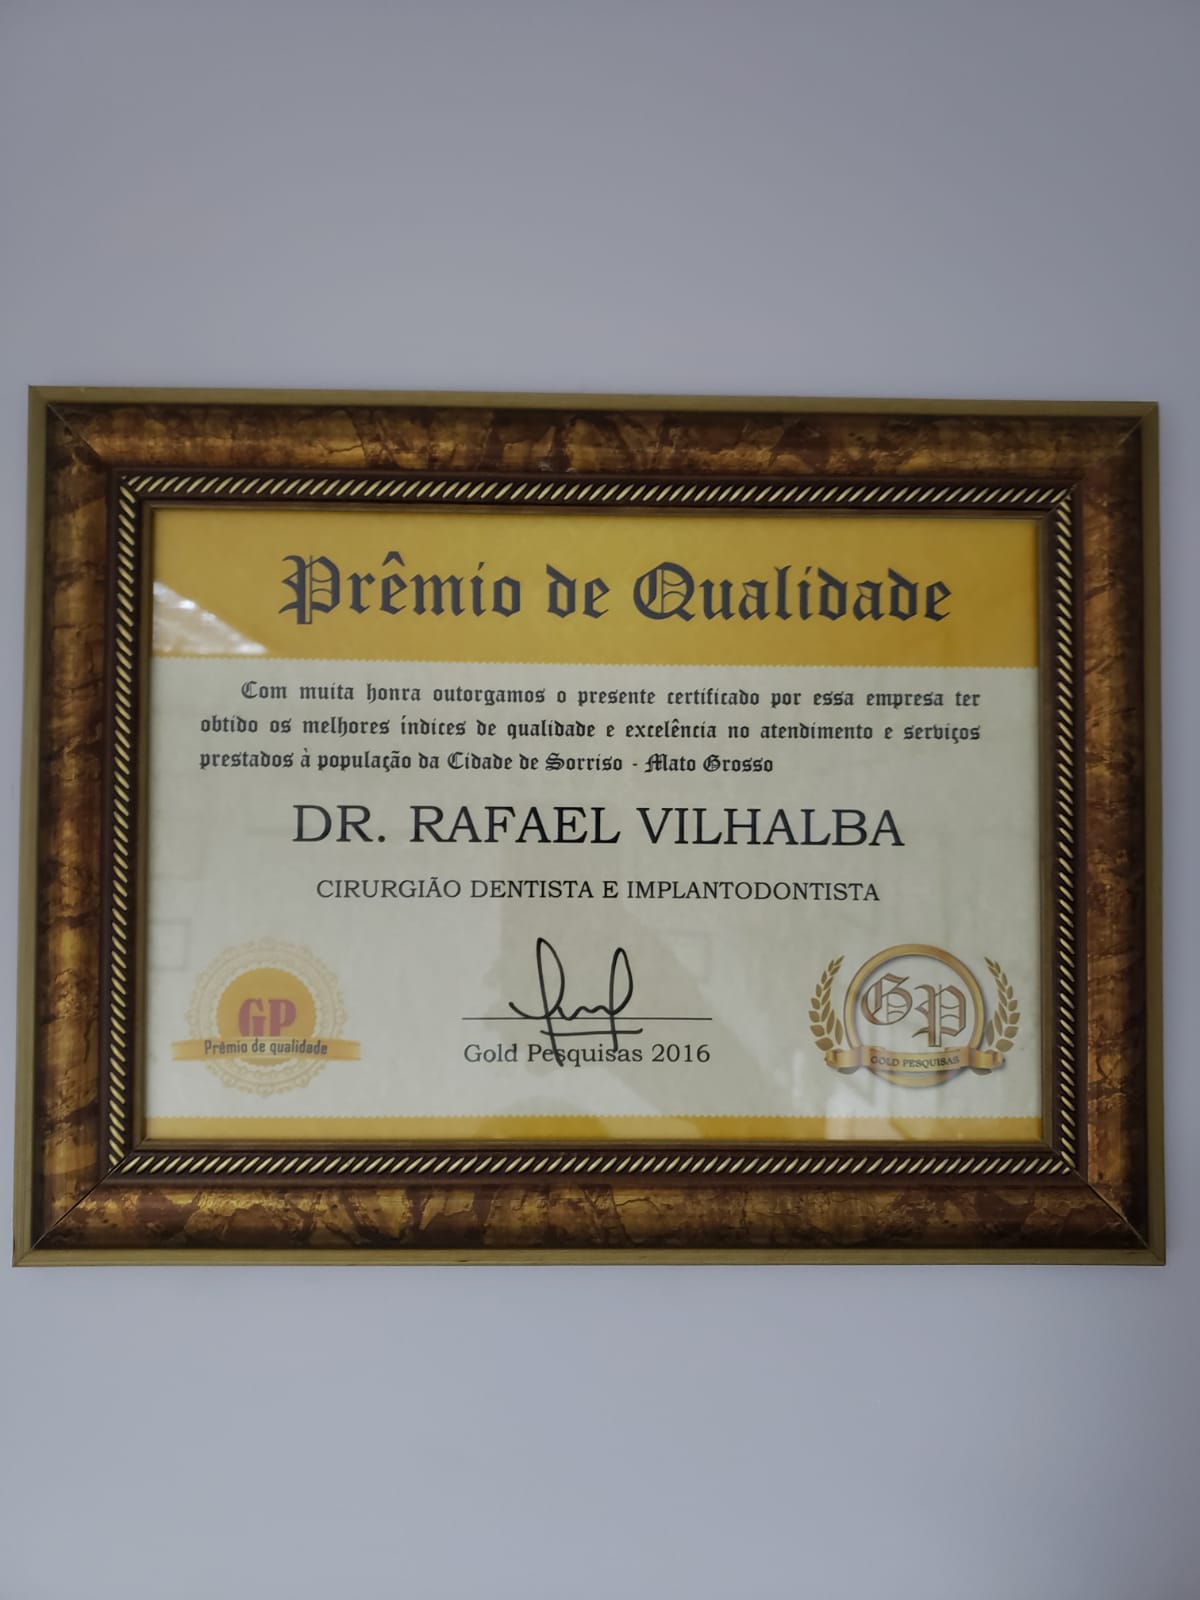 Prêmio de Qualidade
Com muita honra outorgamos o presente certificado por essa empresa ter
obtido os melhores índices de qualidade e excelência no atendimento e serviços
prestados à população da Cidade de Sorriso - Mato Grosso
DR. RAFAEL VILHALBA
CIRURGIÃO DENTISTA E IMPLANTODONTISTA
GP
Prêmio de qualidade
Gold Pesquisas 2016
GP
GOLD PESQUISAS